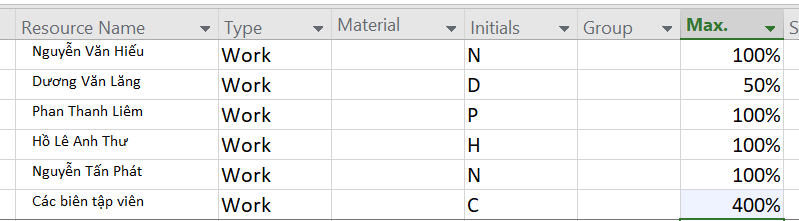 Resource Name Type Material Initials Group Max. S
Nguyễn Văn Hiếu Work N 100%
Dương Văn Lăng Work D 50%
Phan Thanh Liêm Work P 100%
Hồ Lê Anh Thư Work H 100%
Nguyễn Tấn Phát Work N 100%
Các biên tập viên Work C 400%